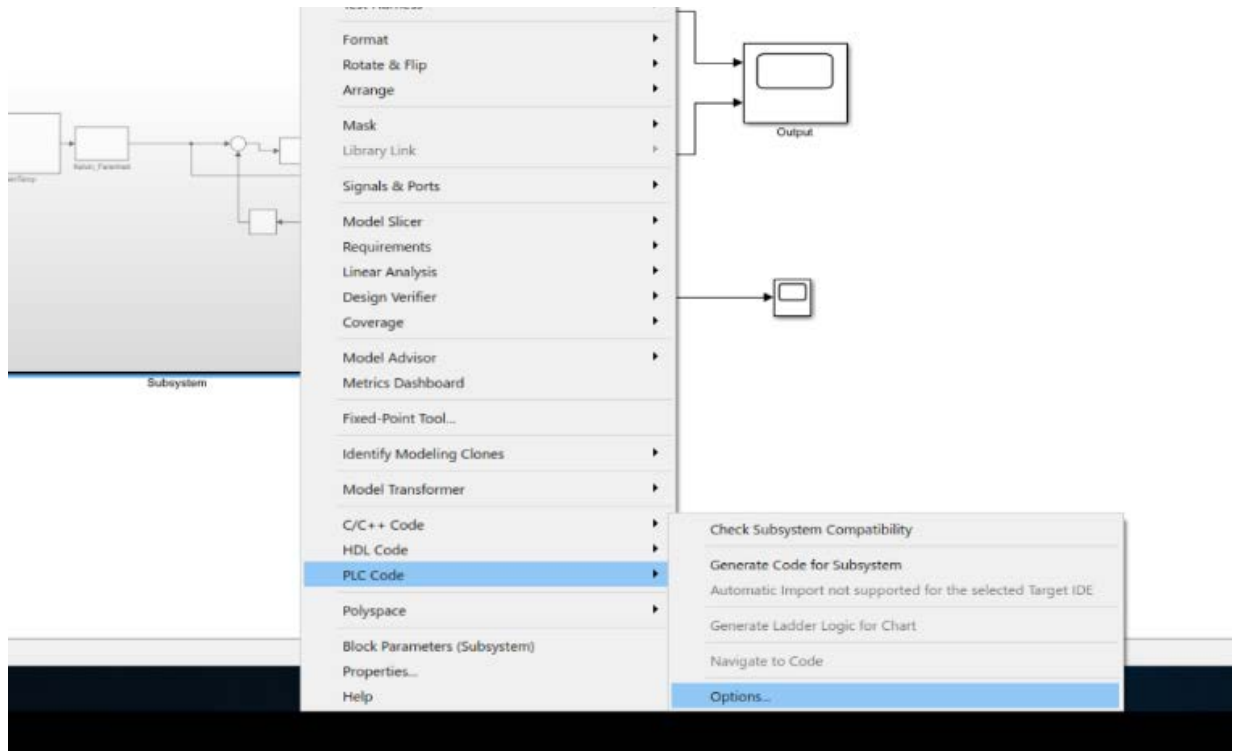 Format
Rotate & Flip
Arrange
Mask
Library Link
Signals & Ports
Model Slicer
Requirements
Linear Analysis
Design Verifier
Coverage
Model Advisor
Metrics Dashboard
Fixed-Point Tool...
Identify Modeling Clones
Model Transformer
C/C++ Code
HDL Code
PLC Code
Polyspace
Block Parameters (Subsystem)
Properties...
Help
Check Subsystem Compatibility
Generate Code for Subsystem
Automatic Import not supported for the selected Target IDE
Generate Ladder Logic for Chart
Navigate to Code
Options...
Output
Subsystem